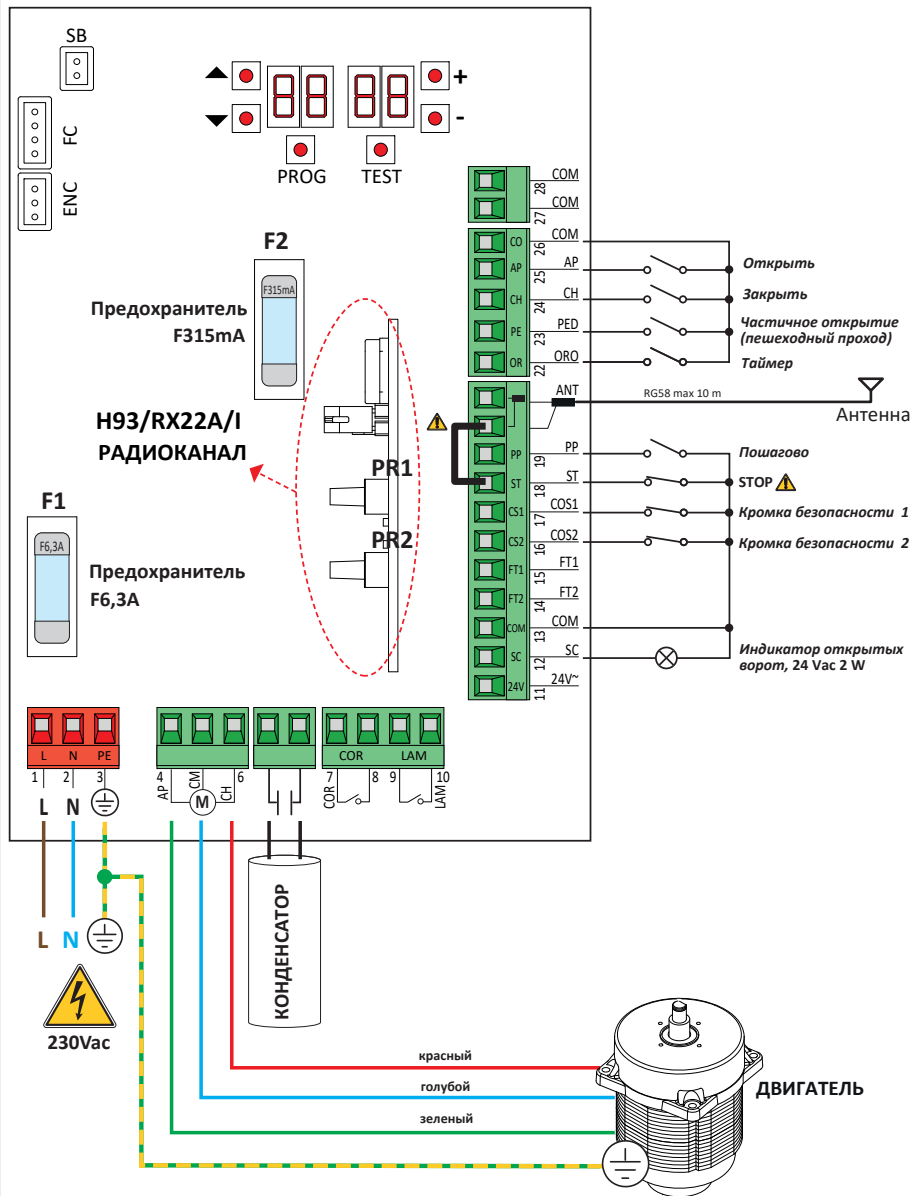 SB
FC
ENC
+
-
PROG
TEST
F2
F315mA
Предохранитель
F315mA
H93/RX22A/I
РАДИОКАНАЛ
PR1
PR2
F1
F6,3A
Предохранитель
F6,3A
28 COM
27 COM
CO 26 COM
AP 25 AP Открыть
CH 24 CH Закрыть
PE 23 PED Частичное открытие
(пешеходный проход)
OR 22 ORO Таймер
ANT RG58 max 10 m
Антенна
PP 19 PP Пошагово
ST 18 ST STOP
CS1 17 COS1 Кромка безопасности 1
CS2 16 COS2 Кромка безопасности 2
FT1 15 FT1
FT2 14 FT2
COM 13 COM
SC 12 SC Индикатор открытых
ворот, 24 Vac 2 W
24V 11 24V~
L N PE COR LAM
1 2 3 4 6 7 8 9 10
AP CM CH COR LAM
M
L N
L N
230Vac
КОНДЕНСАТОР
красный
голубой
зеленый
ДВИГАТЕЛЬ